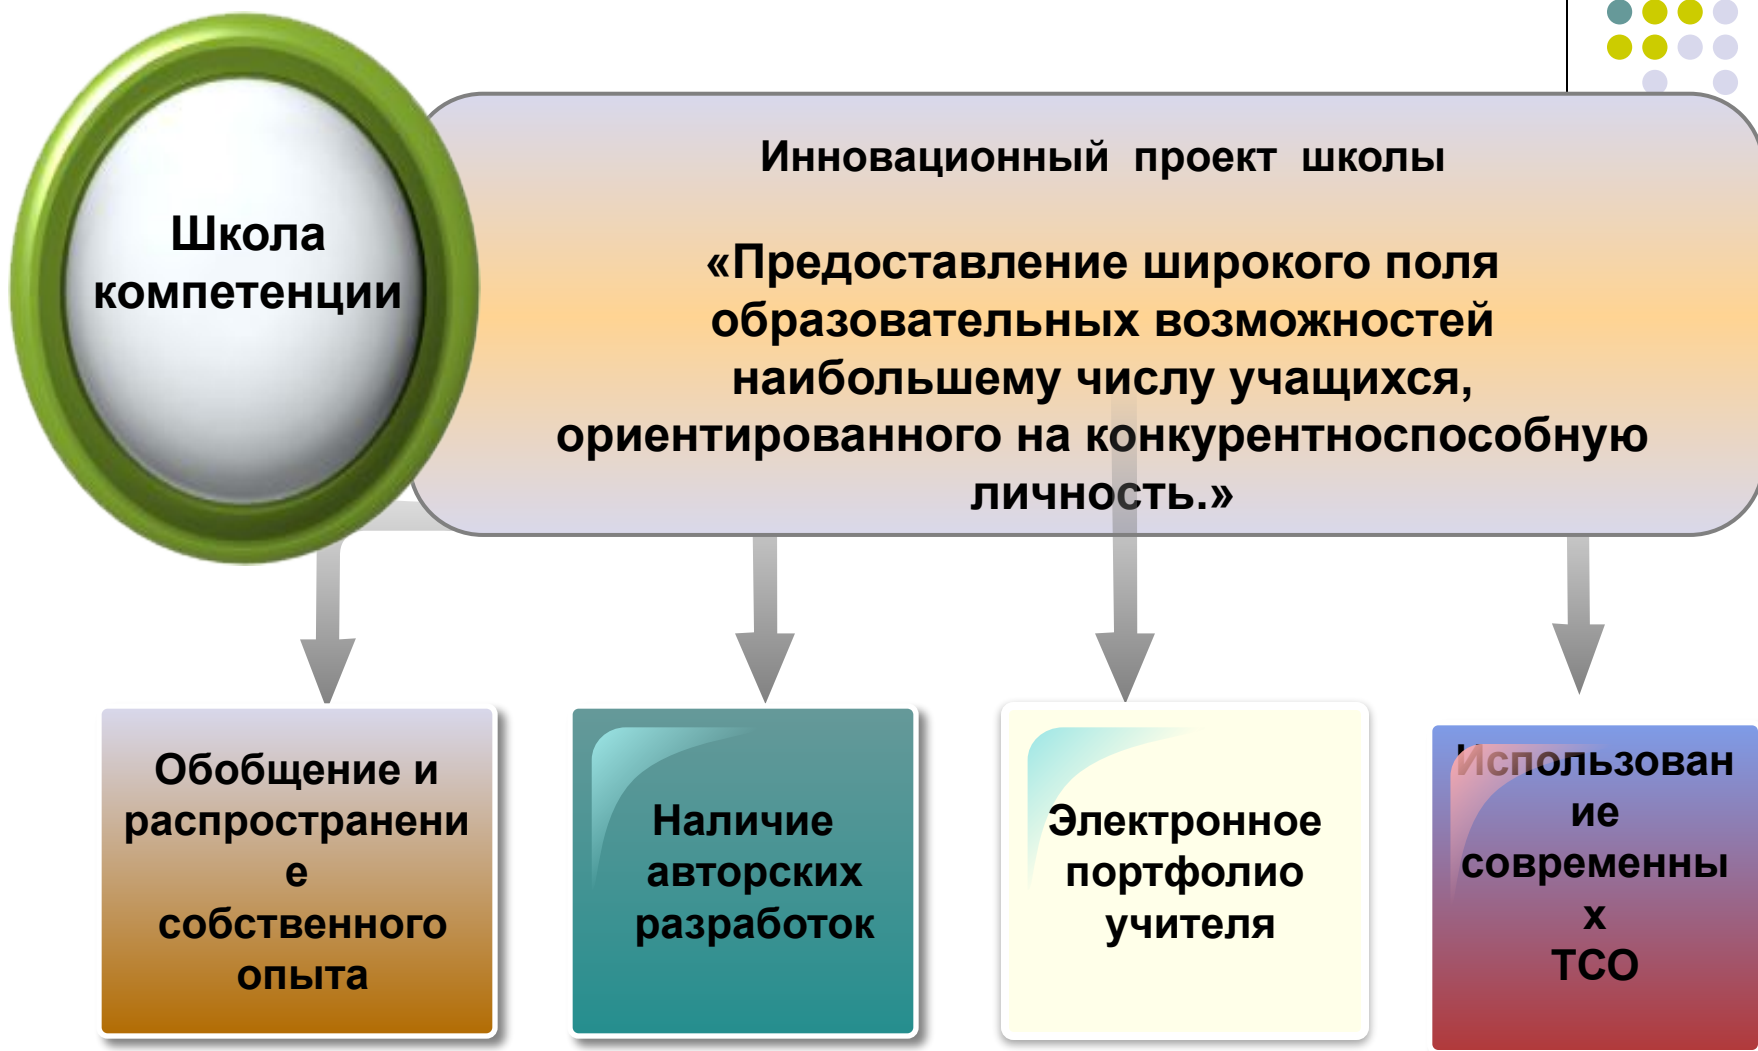 Школа
компетенции
Инновационный проект школы
«Предоставление широкого поля
образовательных возможностей
наибольшему числу учащихся,
ориентированного на конкурентноспособную
личность.»
Обобщение и
распространени
е
собственного
опыта
Наличие
авторских
разработок
Электронное
портфолио
учителя
Использован
ие
современны
х
ТСО